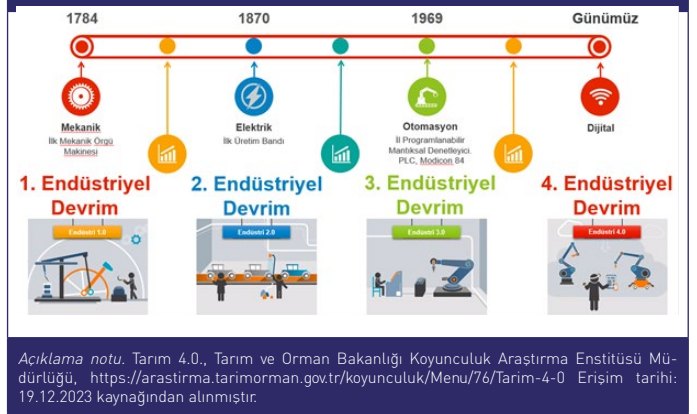 1784
1870
1969
Günümüz
Mekanik
İlk Mekanik Örgü
Makinesi
Elektrik
İlk Üretim Bandı
Otomasyon
İl Programlanabilir
Mantıksal Denetleyici.
PLC, Modicon 84
Dijital
1. Endüstriyel
Devrim
2. Endüstriyel
Devrim
3. Endüstriyel
Devrim
4. Endüstriyel
Devrim
Endüstri 1.0
Endüstri 2.0
Endüstri 3.0
Endüstri 4.0
Açıklama notu. Tarım 4.0., Tarım ve Orman Bakanlığı Koyunculuk Araştırma Enstitüsü Mü-
dürlüğü, https://arastirma.tarimorman.gov.tr/koyunculuk/Menu/76/Tarim-4-0 Erişim tarihi:
19.12.2023 kaynağından alınmıştır.